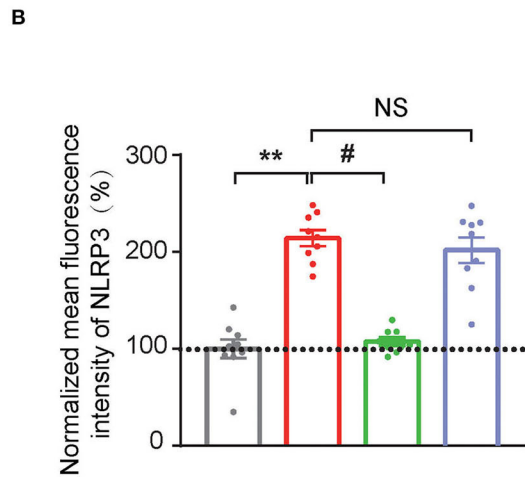 B
NS
** #
Normalized mean fluorescence
intensity of NLRP3（%）
300
200
100
0